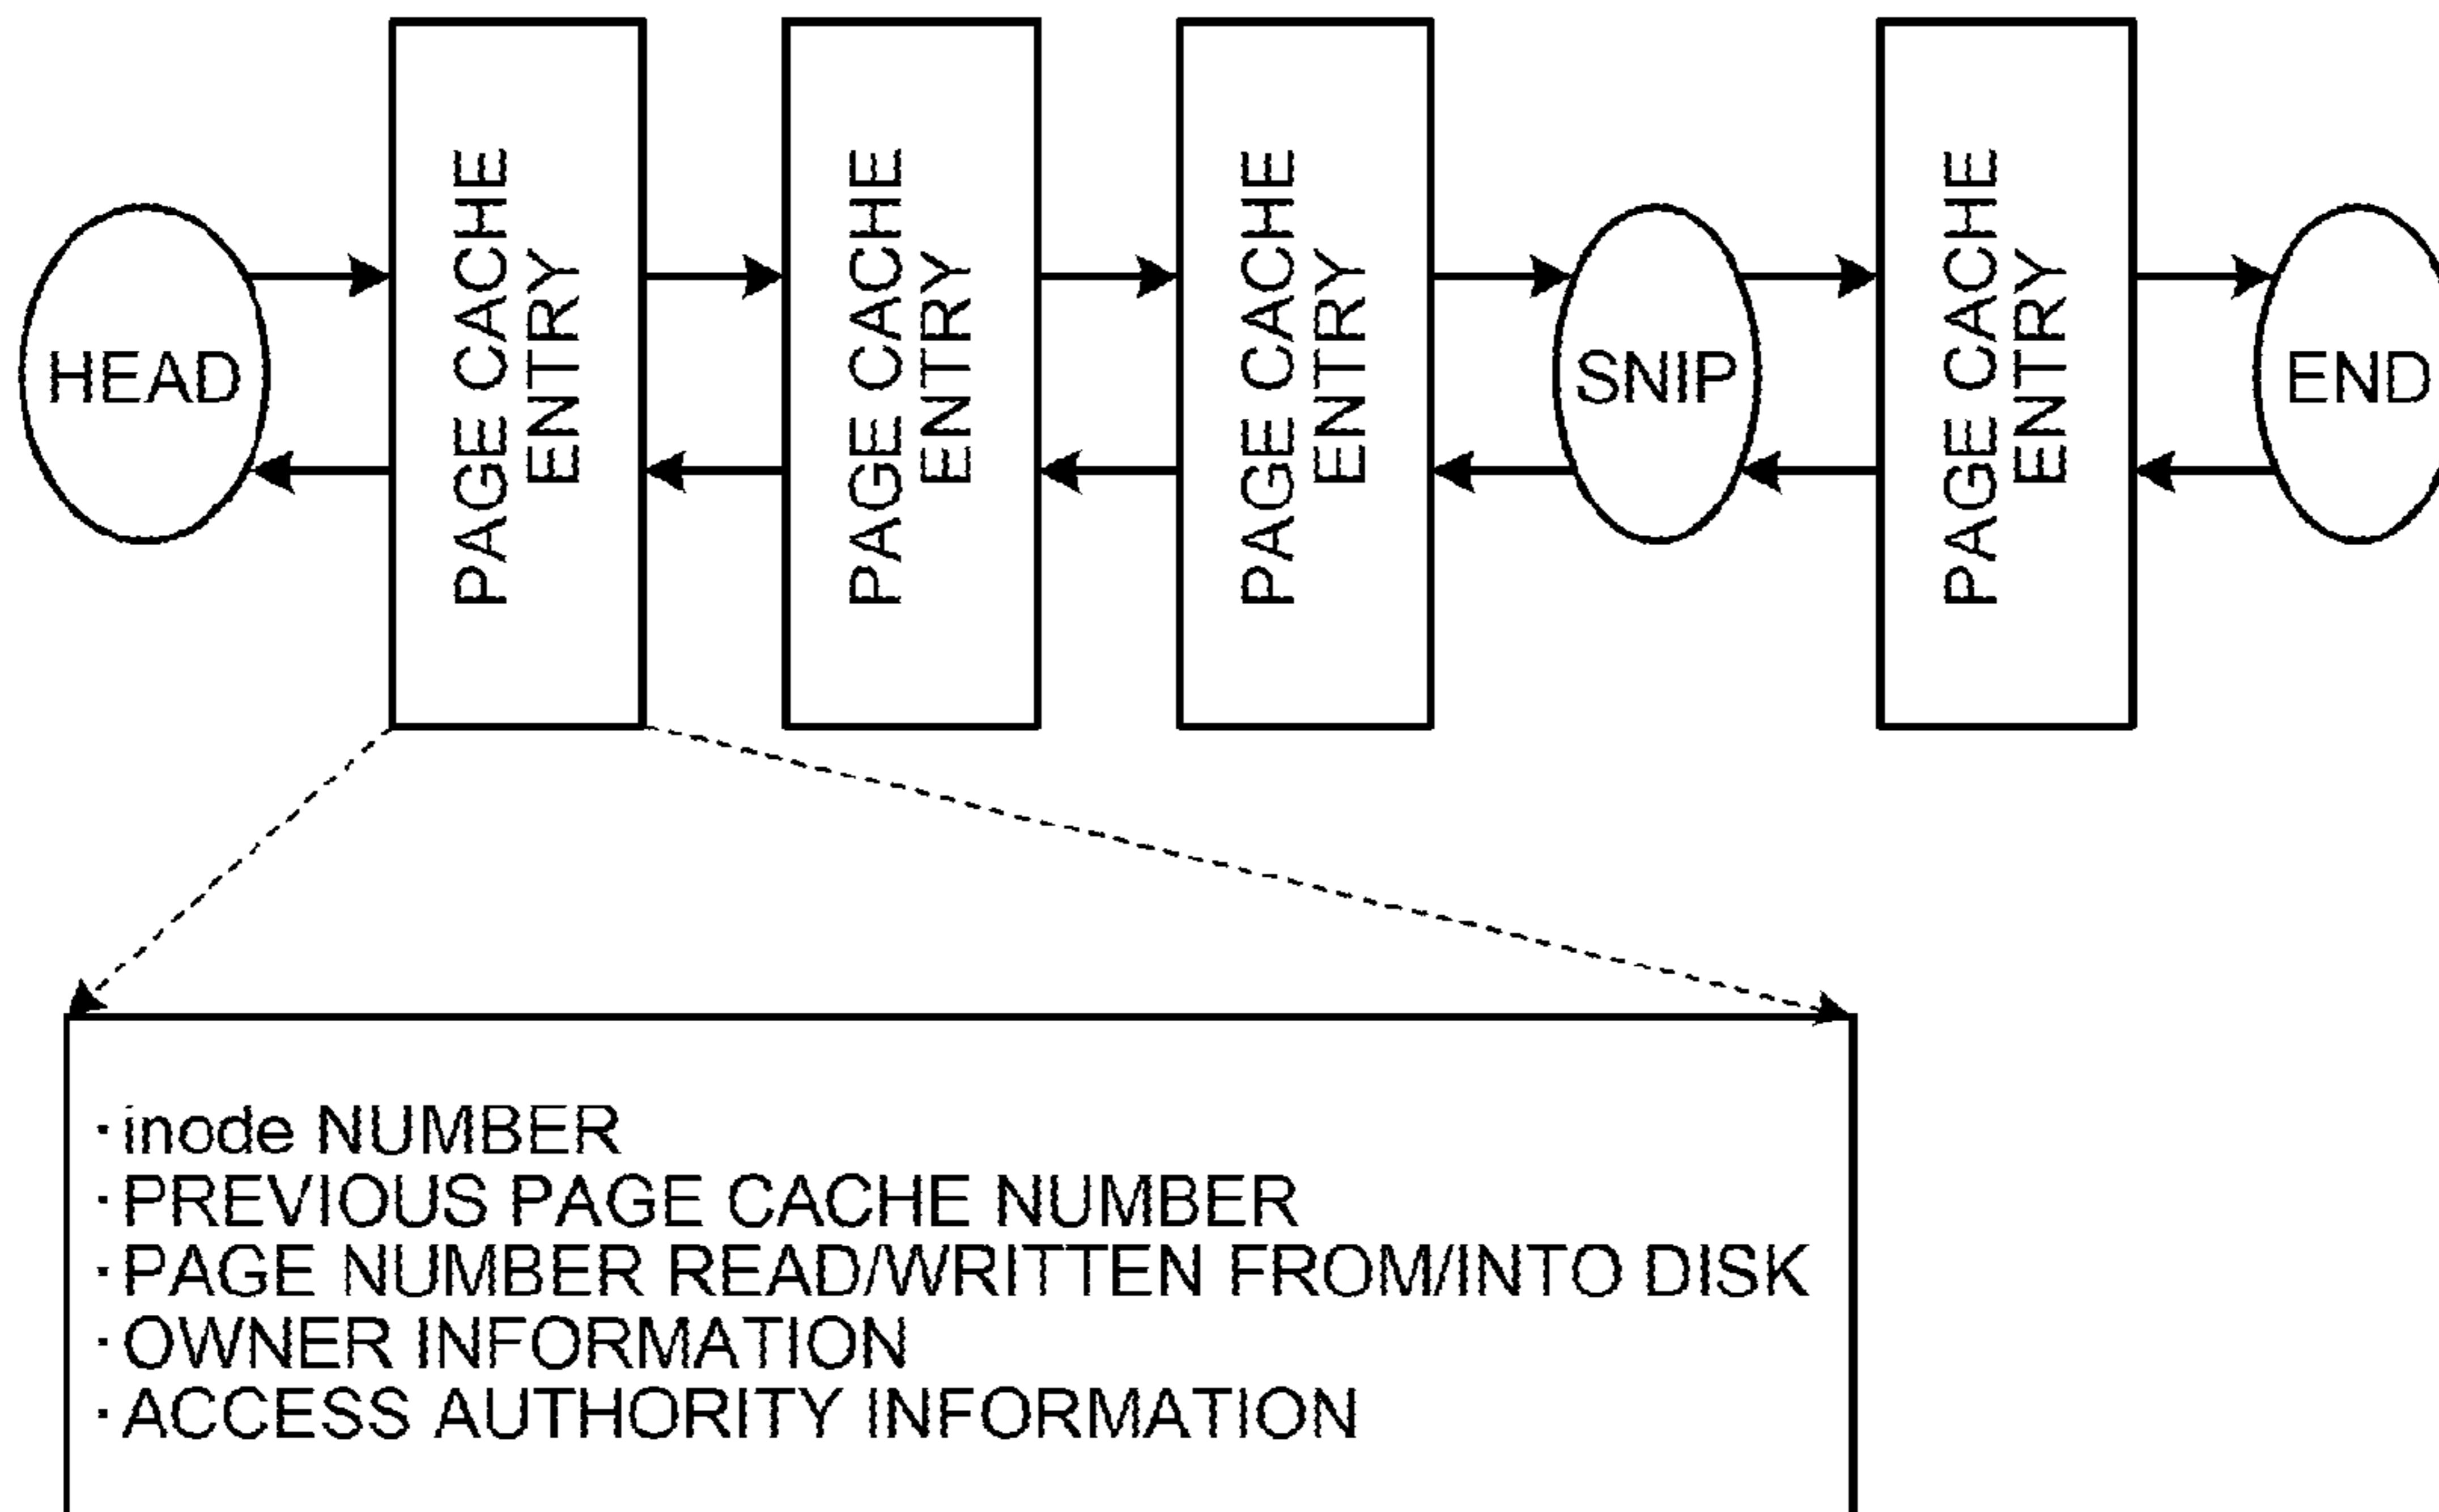 HEAD
PAGE CACHE
ENTRY
PAGE CACHE
ENTRY
PAGE CACHE
ENTRY
SNIP
PAGE CACHE
ENTRY
END
· inode NUMBER
· PREVIOUS PAGE CACHE NUMBER
· PAGE NUMBER READ/WRITTEN FROM/INTO DISK
· OWNER INFORMATION
· ACCESS AUTHORITY INFORMATION